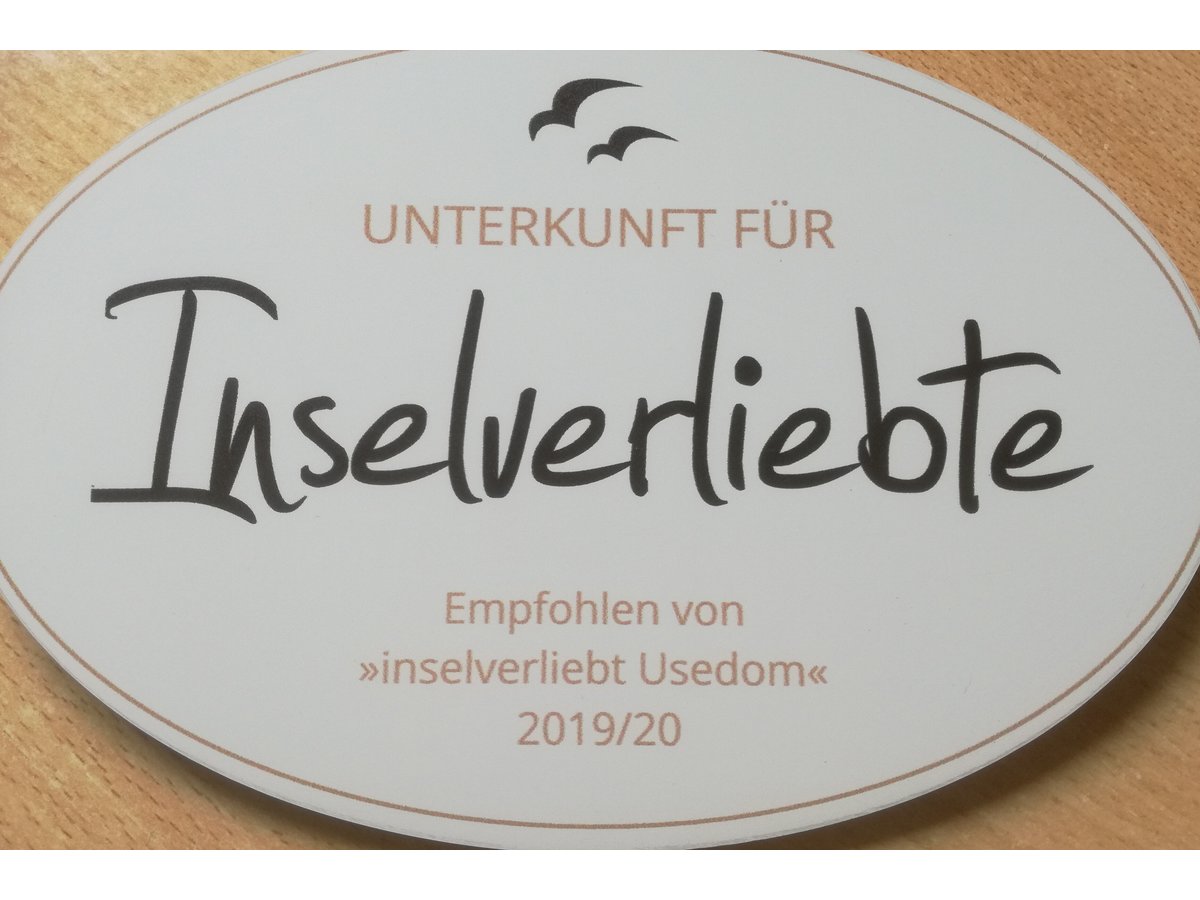 UNTERKUNFT FÜR
Inselverliebte
Empfohlen von
»inselverliebt Usedom«
2019/20